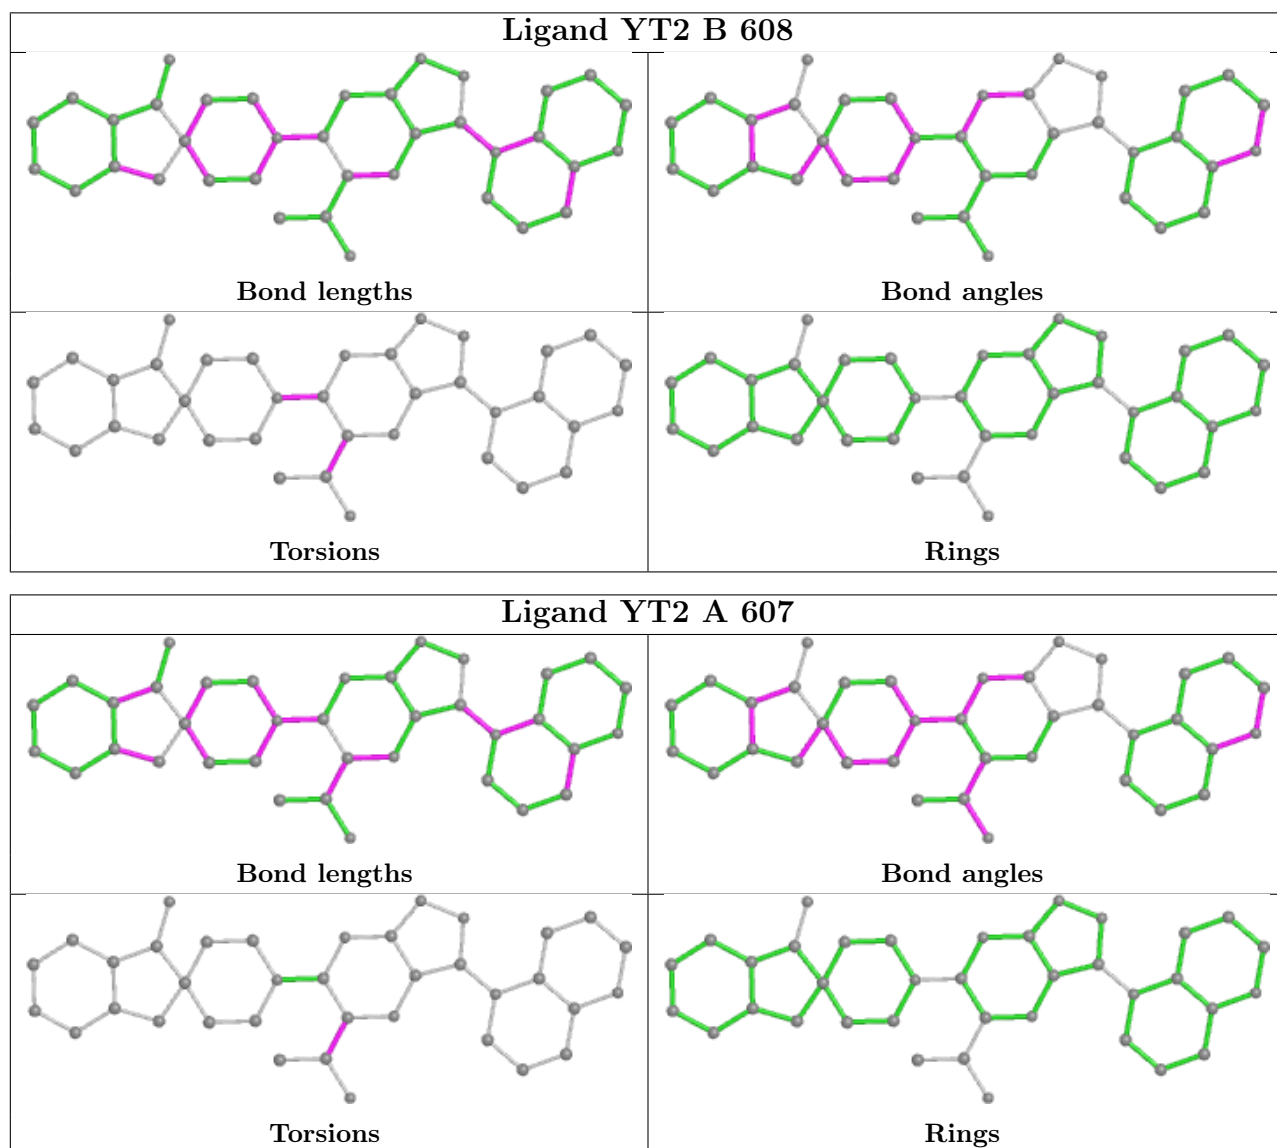 Ligand YT2 B 608
Bond lengths
Bond angles
Torsions
Rings
Ligand YT2 A 607
Bond lengths
Bond angles
Torsions
Rings